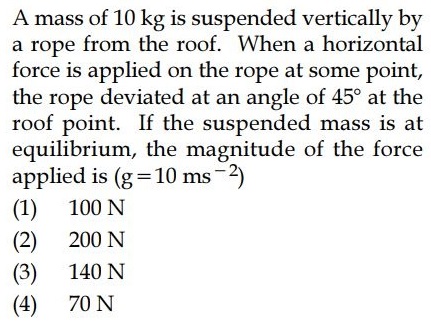 A mass of 10 kg is suspended vertically by
a rope from the roof. When a horizontal
force is applied on the rope at some point,
the rope deviated at an angle of 45° at the
roof point. If the suspended mass is at
equilibrium, the magnitude of the force
applied is (g=10 ms⁻²)
(1) 100 N
(2) 200 N
(3) 140 N
(4) 70 N